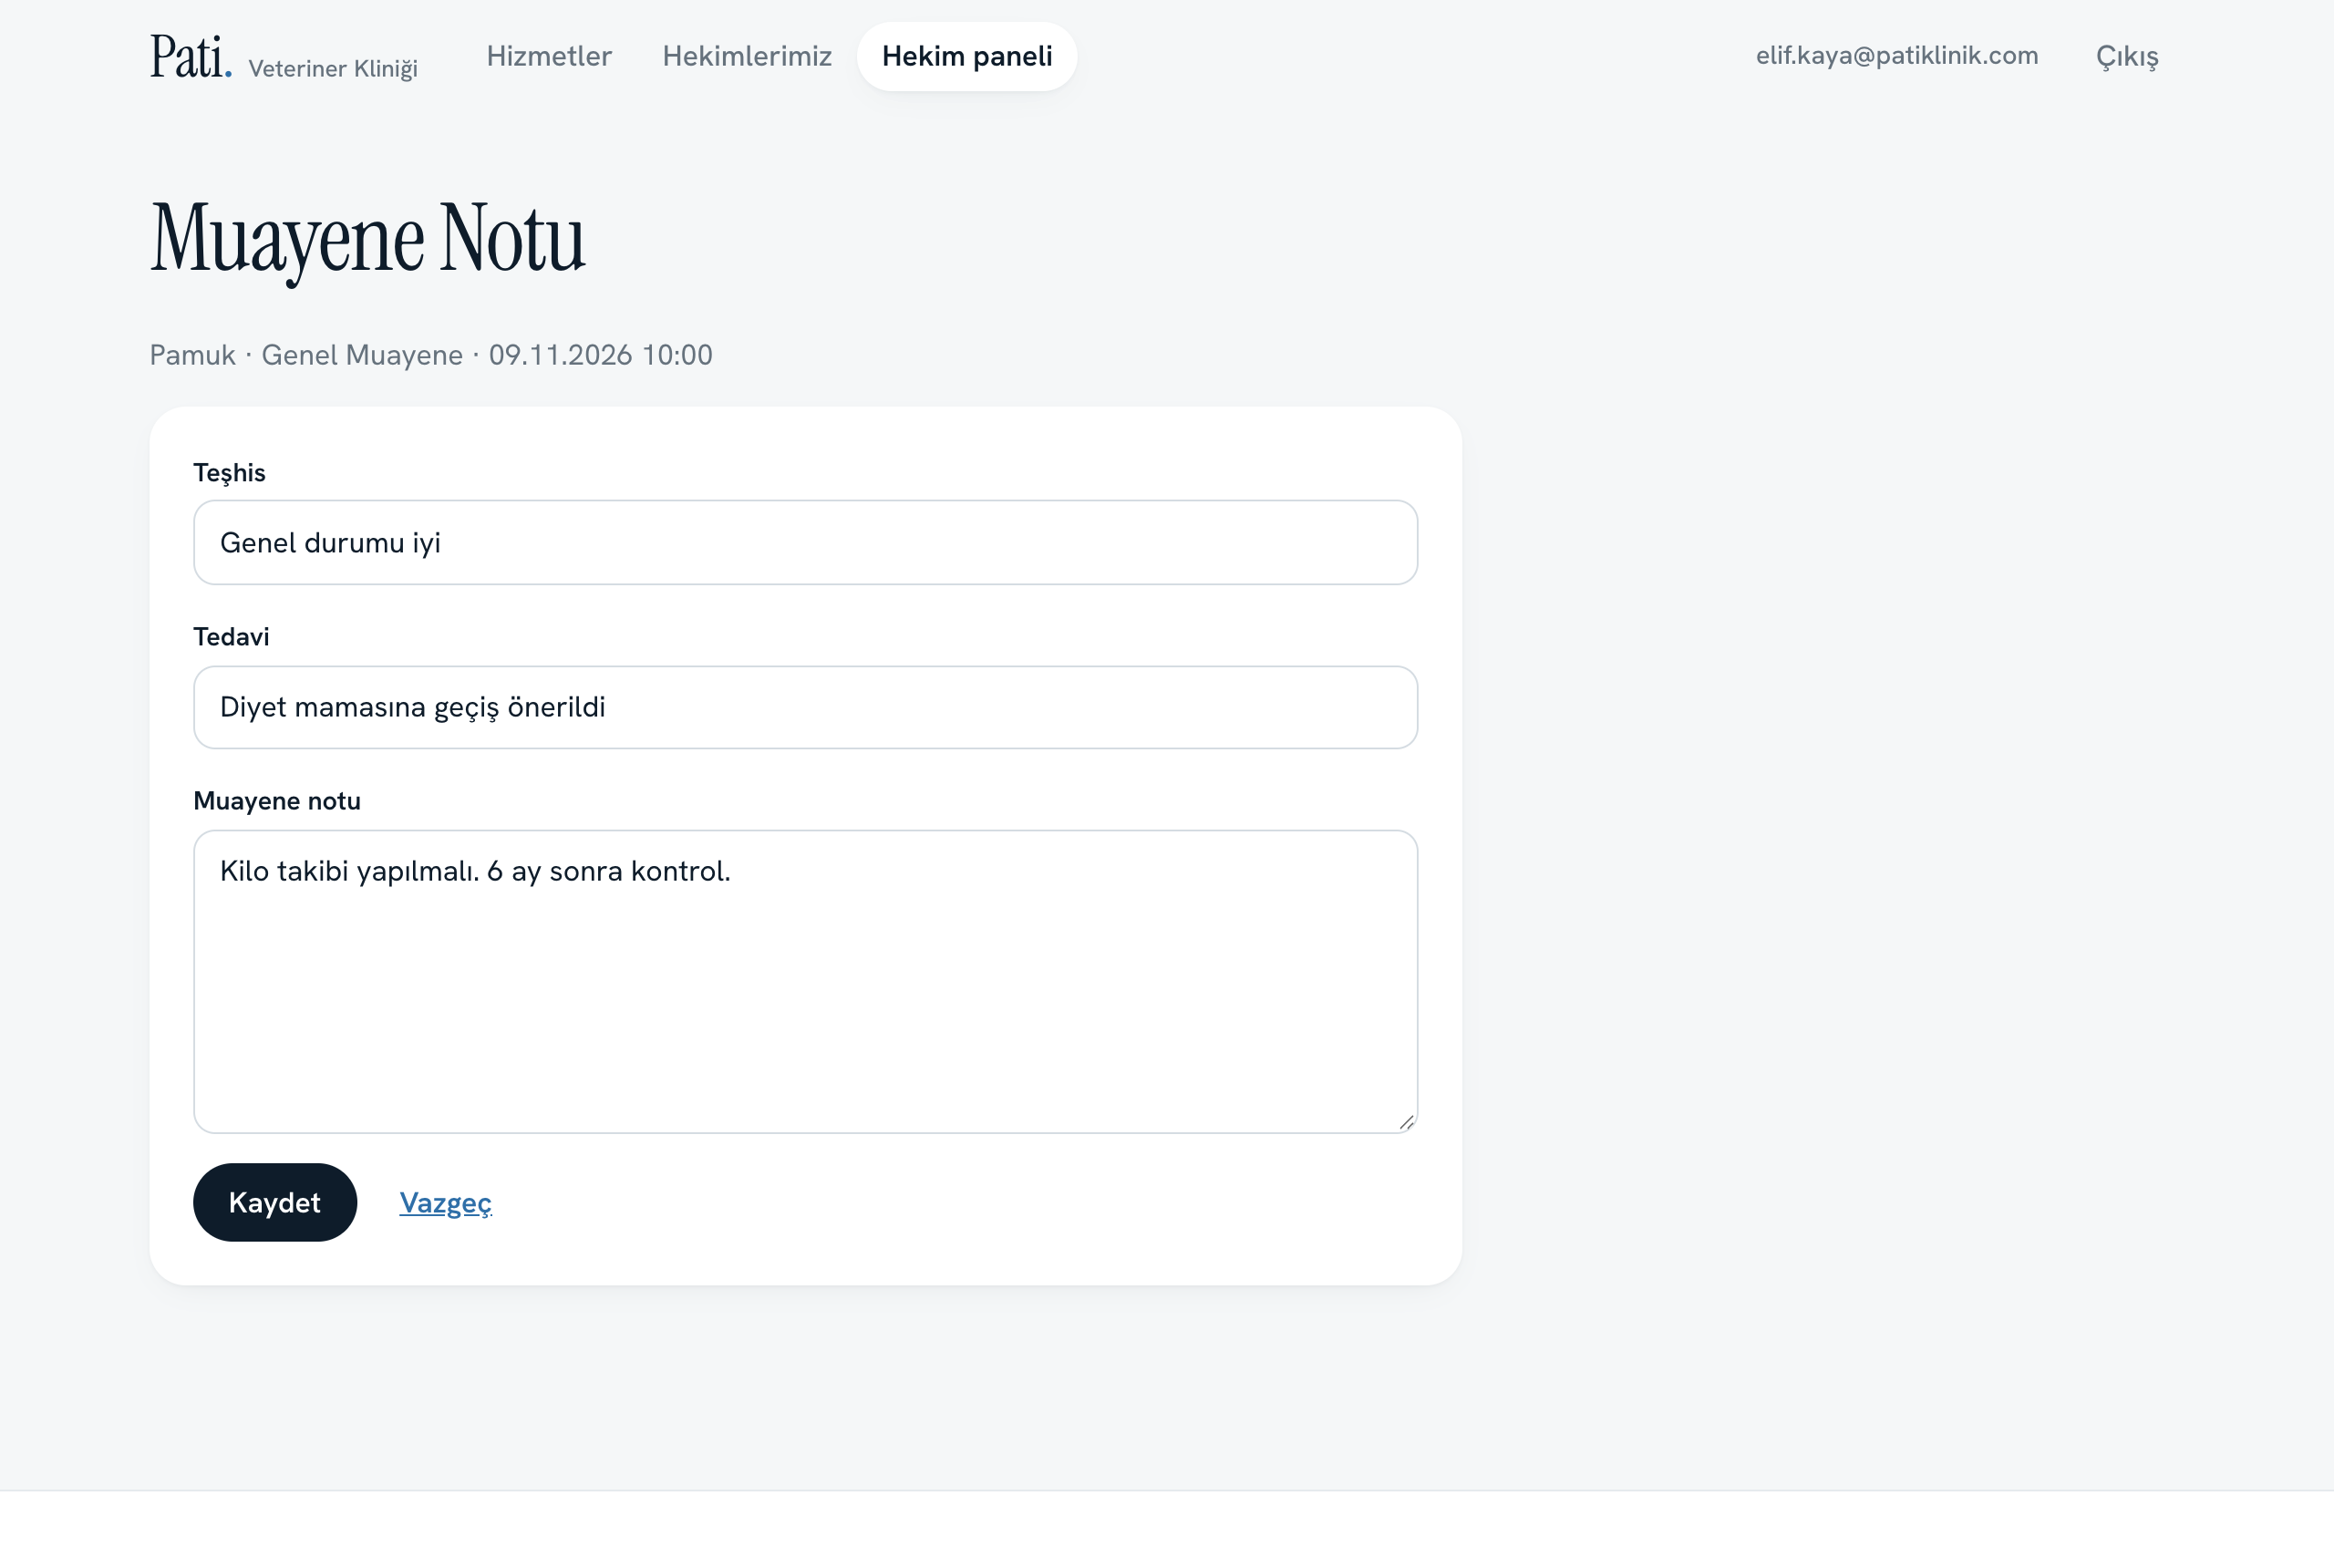 Pati. Veteriner Kliniği Hizmetler Hekimlerimiz Hekim paneli elif.kaya@patiklinik.com Çıkış
Muayene Notu
Pamuk · Genel Muayene · 09.11.2026 10:00
Teşhis
Genel durumu iyi
Tedavi
Diyet mamasına geçiş önerildi
Muayene notu
Kilo takibi yapılmalı. 6 ay sonra kontrol.
Kaydet Vazgeç